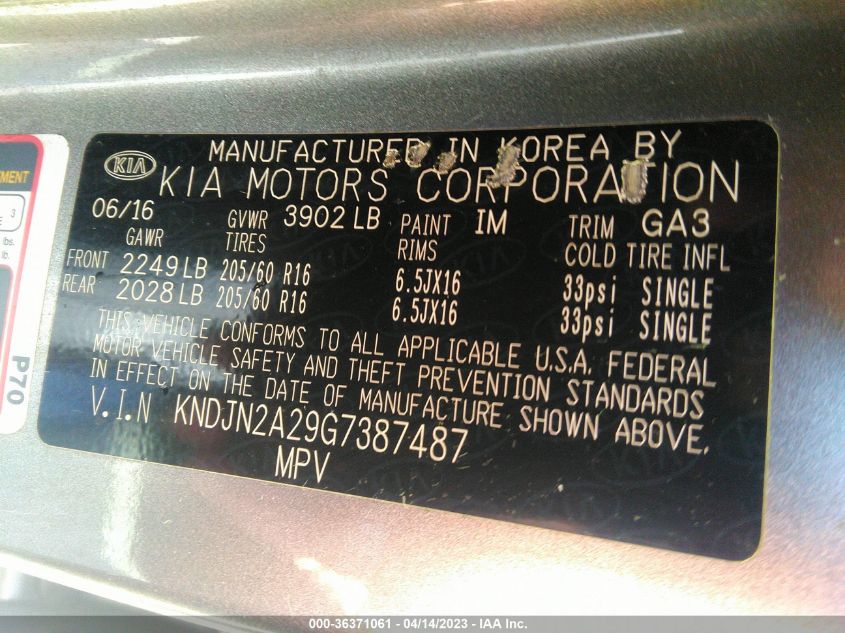 MANUFACTURED IN KOREA BY
KIA KIA MOTORS CORPORATION
06/16 GVWR 3902 LB PAINT IM TRIM GA3
GAWR TIRES RIMS COLD TIRE INFL
FRONT 2249 LB 205/60 R16 6.5JX16 33psi SINGLE
REAR 2028 LB 205/60 R16 6.5JX16 33psi SINGLE
THIS VEHICLE CONFORMS TO ALL APPLICABLE U.S.A. FEDERAL
MOTOR VEHICLE SAFETY AND THEFT PREVENTION STANDARDS
IN EFFECT ON THE DATE OF MANUFACTURE SHOWN ABOVE.
V.I.N KNDJN2A29G7387487
MPV
EMENT
3
E
lbs.
lb.
P70
000-36371061 - 04/14/2023 - IAA Inc.